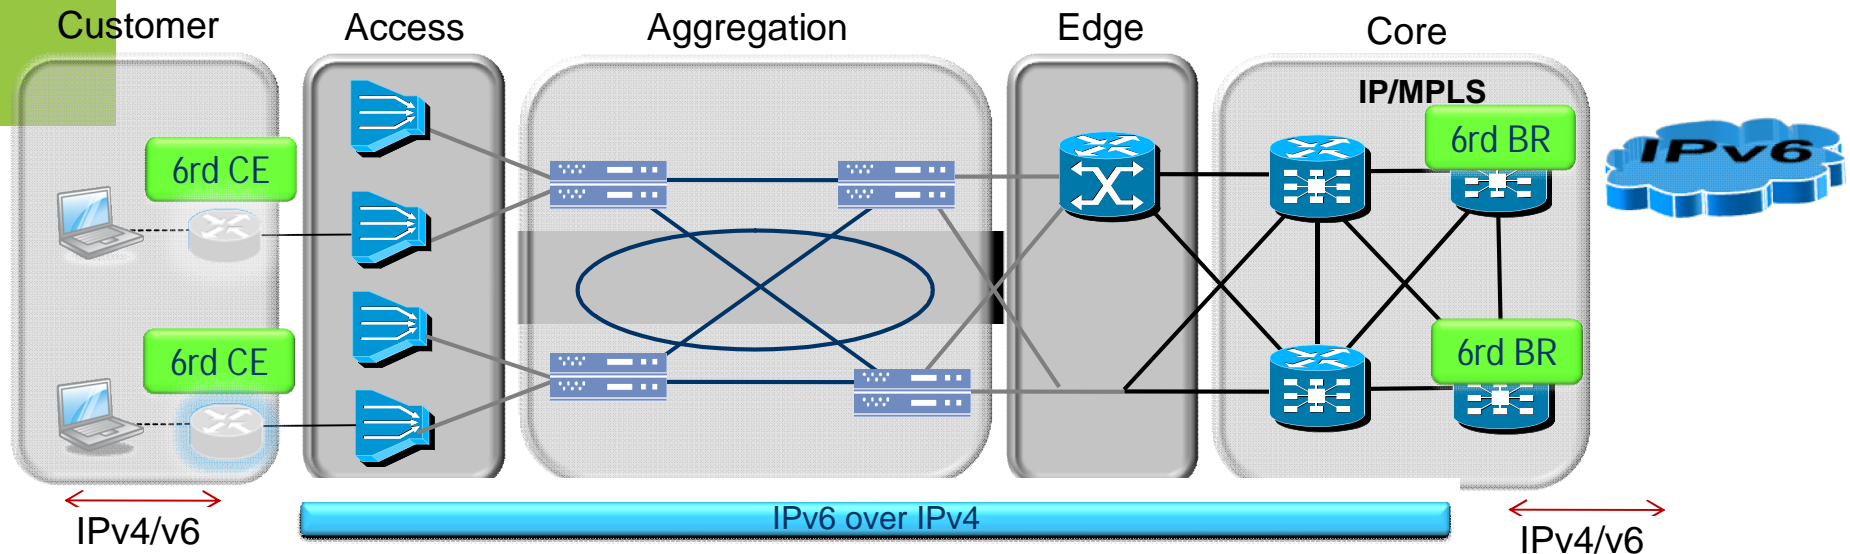 Customer
Access
Aggregation
Edge
Core
IP/MPLS
6rd CE
6rd BR
IPv6
6rd CE
6rd BR
IPv4/v6
IPv6 over IPv4
IPv4/v6